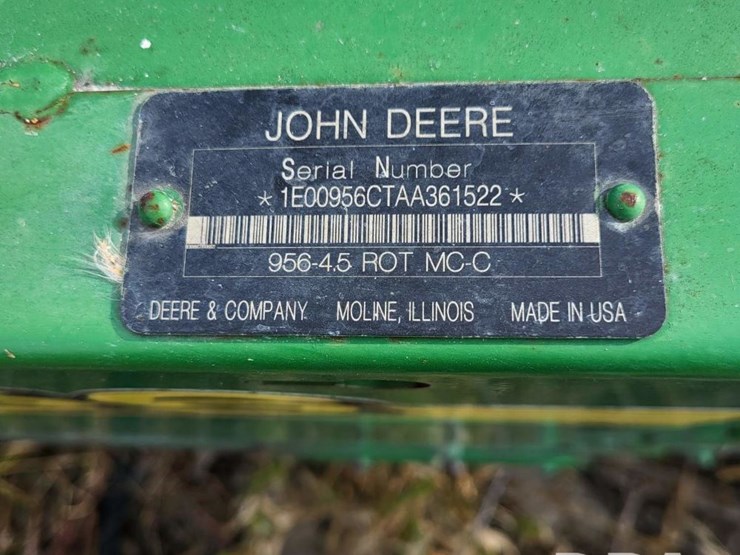 JOHN DEERE
Serial Number
* 1E00956CTAA361522 *
956-4.5 ROT MC-C
DEERE & COMPANY MOLINE, ILLINOIS MADE IN USA